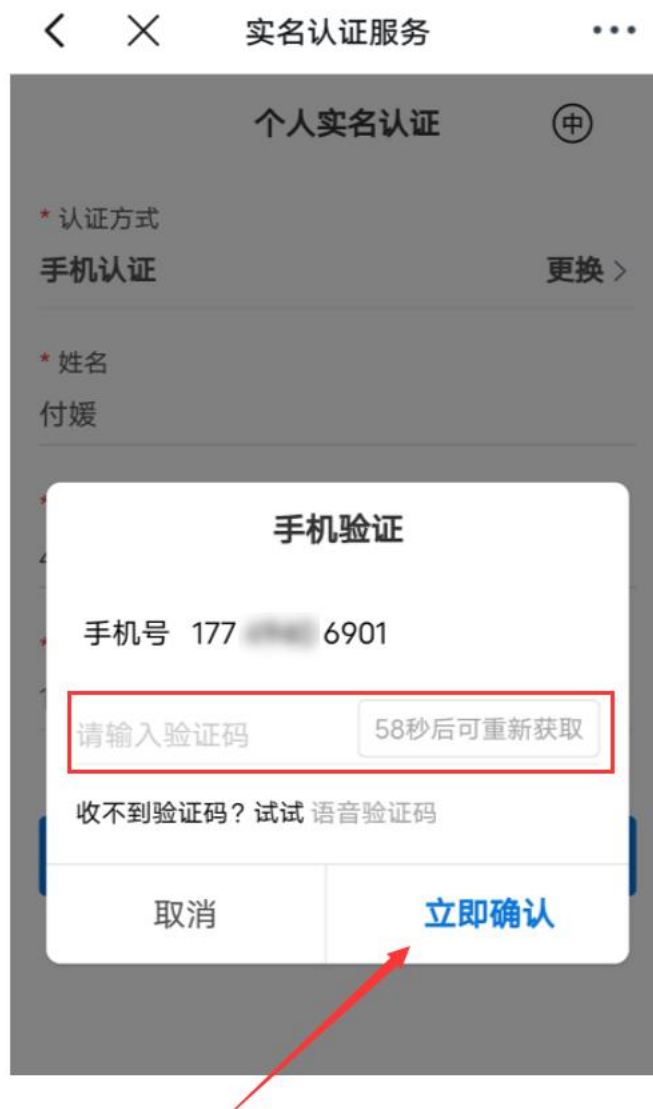 实名认证服务
个人实名认证 中
* 认证方式
手机认证 更换 >
* 姓名
付媛
*
手机验证
手机号 177 6901
*
请输入验证码 58秒后可重新获取
收不到验证码？试试 语音验证码
取消 立即确认